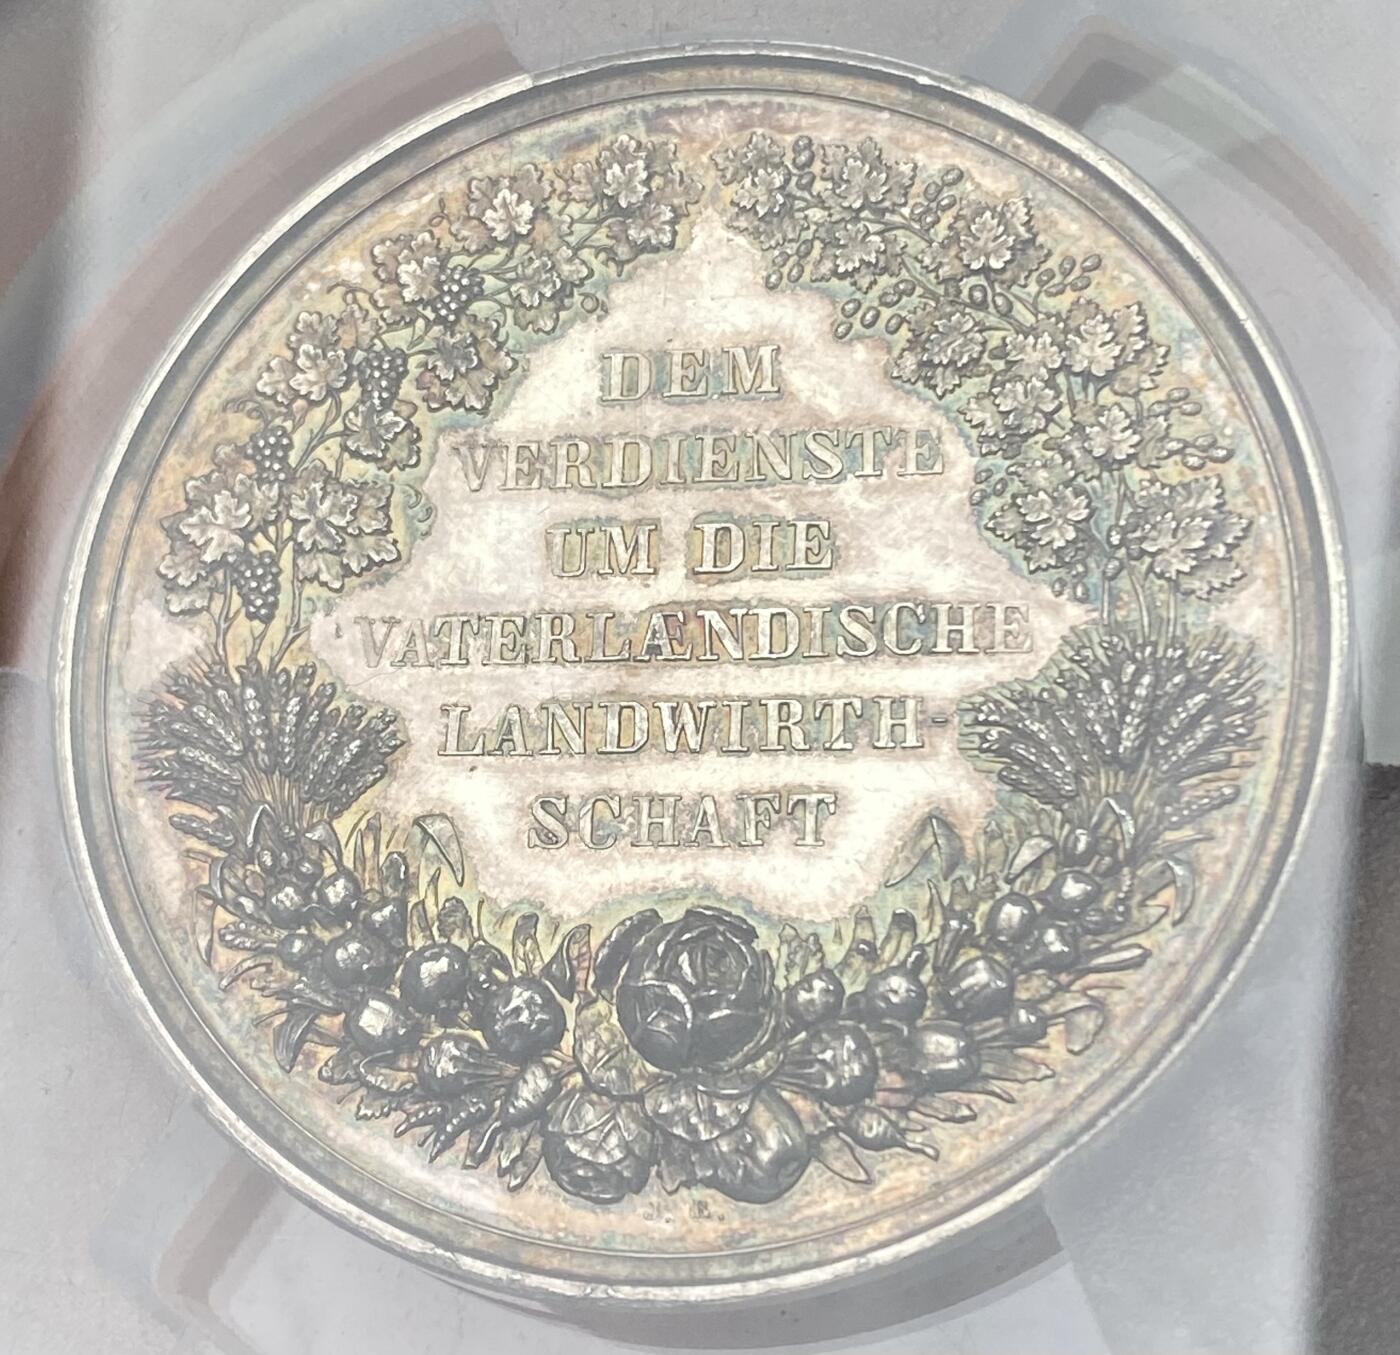 DEM
VERDIENSTE
UM DIE
VATERLÆNDISCHE
LANDWIRTH-
SCHAFT
J. E.